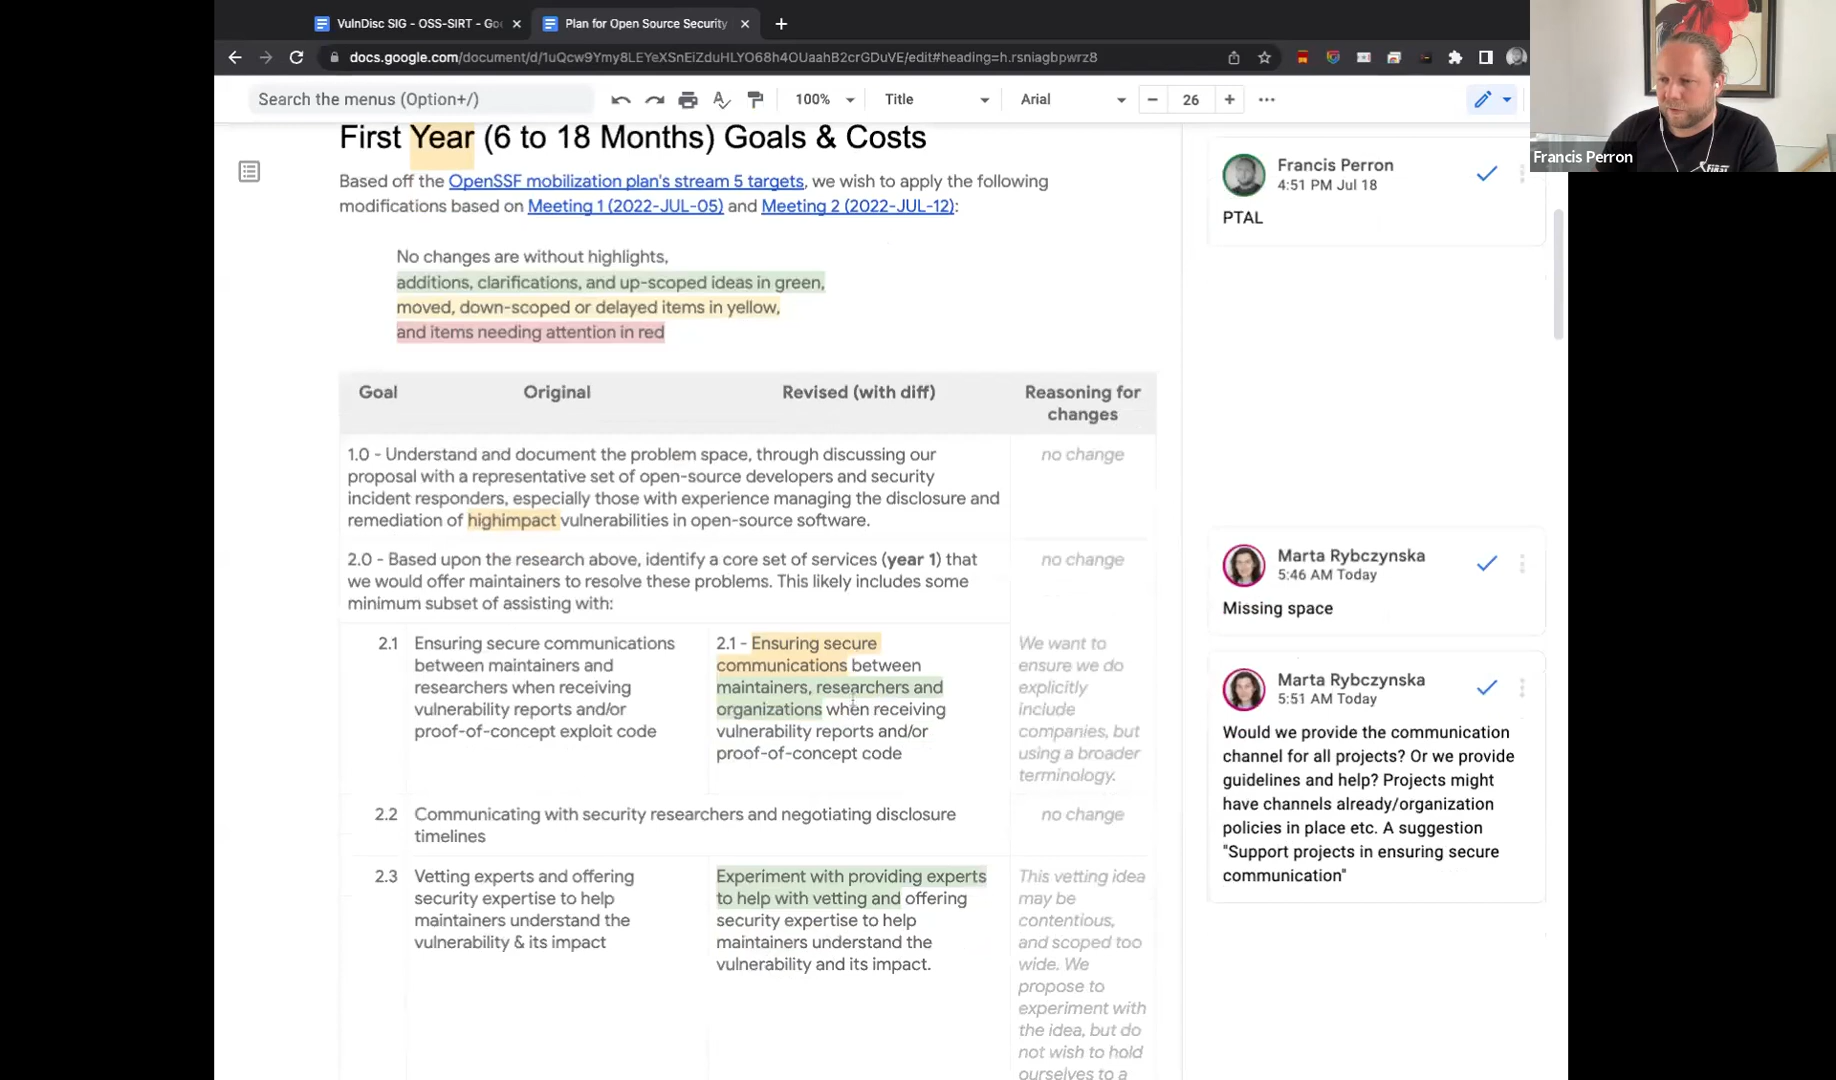 VulnDisc SIG - OSS-SIRT - Go
Plan for Open Source Security
docs.google.com/document/d/1uQcw9Ymy8LEYeXSnEiZduHLYO68h4OUaahB2crGDuVE/edit#heading=h.rsniagbpwrz8
Search the menus (Option+/)
100%
Title
Arial
26
First Year (6 to 18 Months) Goals & Costs
Based off the OpenSSF mobilization plan's stream 5 targets, we wish to apply the following
modifications based on Meeting 1 (2022-JUL-05) and Meeting 2 (2022-JUL-12):
No changes are without highlights,
additions, clarifications, and up-scoped ideas in green,
moved, down-scoped or delayed items in yellow,
and items needing attention in red
Goal
Original
Revised (with diff)
Reasoning for
changes
1.0 - Understand and document the problem space, through discussing our
proposal with a representative set of open-source developers and security
incident responders, especially those with experience managing the disclosure and
remediation of highimpact vulnerabilities in open-source software.
no change
2.0 - Based upon the research above, identify a core set of services (year 1) that
we would offer maintainers to resolve these problems. This likely includes some
minimum subset of assisting with:
no change
2.1
Ensuring secure communications
between maintainers and
researchers when receiving
vulnerability reports and/or
proof-of-concept exploit code
2.1 - Ensuring secure
communications between
maintainers, researchers and
organizations when receiving
vulnerability reports and/or
proof-of-concept code
We want to
ensure we do
explicitly
include
companies, but
using a broader
terminology.
2.2
Communicating with security researchers and negotiating disclosure
timelines
no change
2.3
Vetting experts and offering
security expertise to help
maintainers understand the
vulnerability & its impact
Experiment with providing experts
to help with vetting and offering
security expertise to help
maintainers understand the
vulnerability and its impact.
This vetting idea
may be
contentious,
and scoped too
wide. We
propose to
experiment with
the idea, but do
not wish to hold
ourselves to a
Francis Perron
4:51 PM Jul 18
PTAL
Marta Rybczynska
5:46 AM Today
Missing space
Marta Rybczynska
5:51 AM Today
Would we provide the communication
channel for all projects? Or we provide
guidelines and help? Projects might
have channels already/organization
policies in place etc. A suggestion
"Support projects in ensuring secure
communication"
Francis Perron